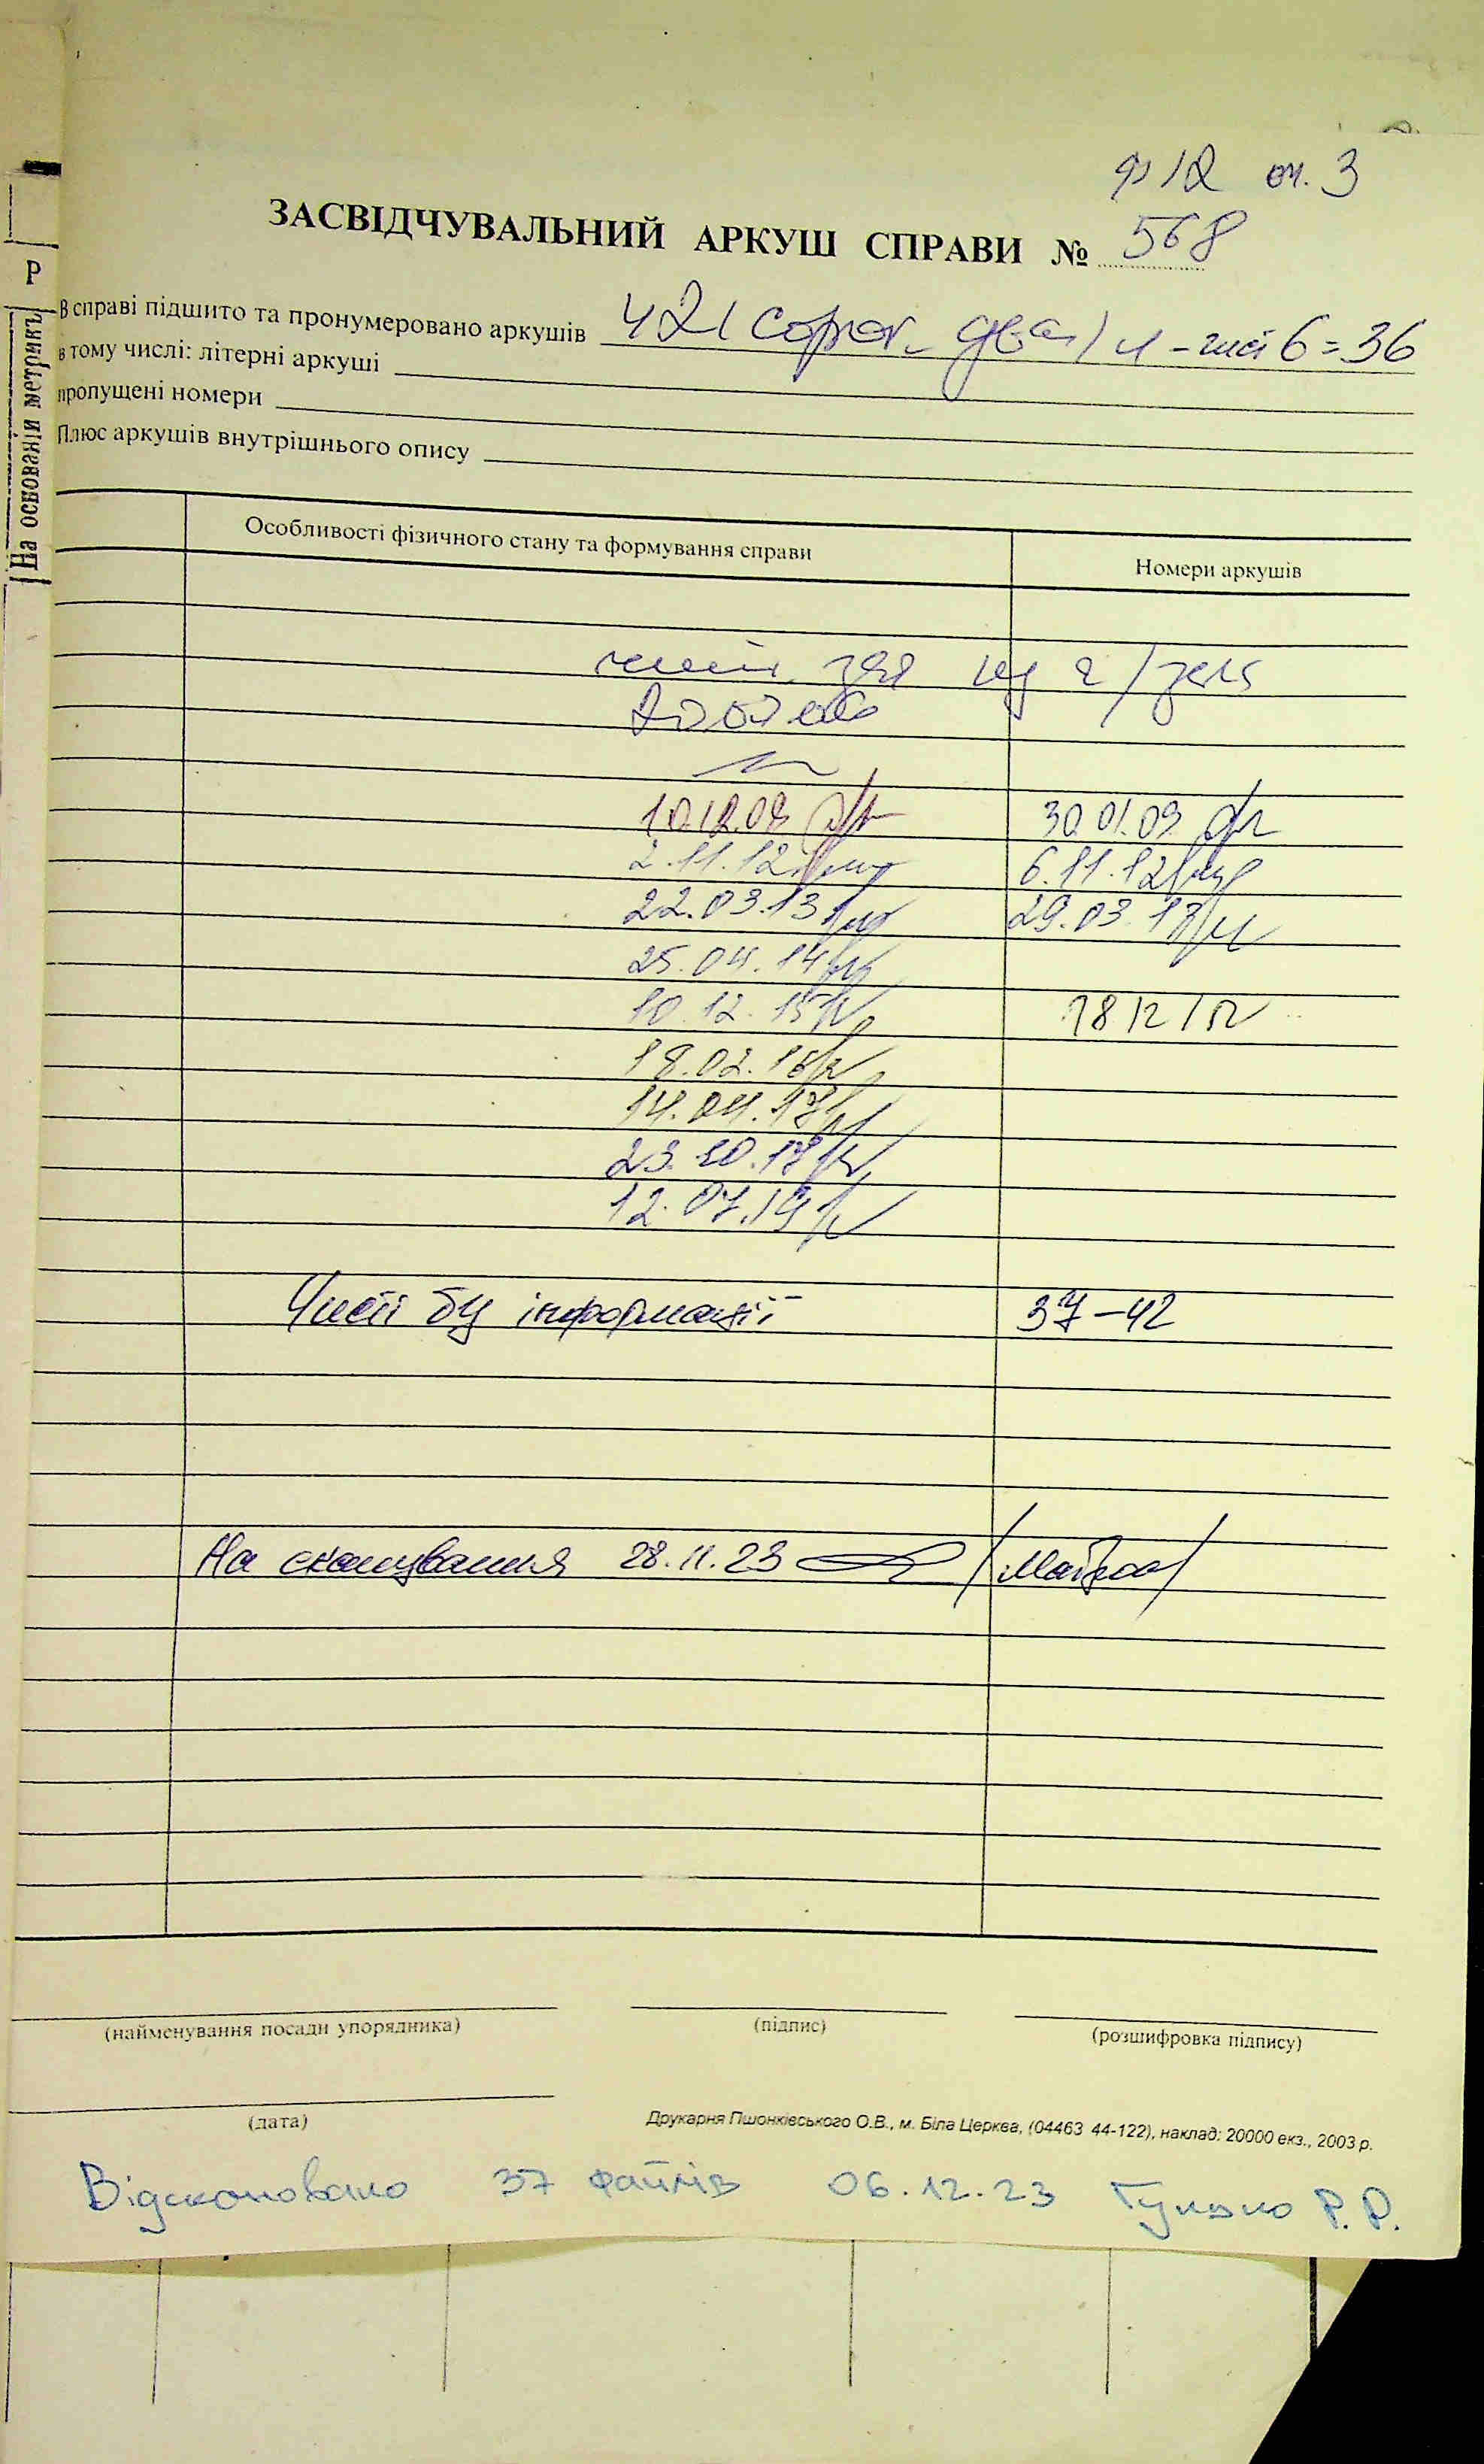 ф 12 оп. 3
ЗАСВІДЧУВАЛЬНИЙ АРКУШ СПРАВИ № 568
Р
На основаніи метрикъ
В справі підшито та пронумеровано аркушів 42 (сорок два) ч-тиі 6 = 36
в тому числі: літерні аркуші
пропущені номери
Плюс аркушів внутрішнього опису
Особливості фізичного стану та формування справи
Номери аркушів
10.12.08 30.01.09
2.11.12 6.11.12
22.03.13 29.03.13
25.04.14
10.12.15 18 12 15
18.02.16
14.04.17
23.10.17
12.07.19
Чисті бу інформації 37-42
На сканування 28.11.23
(найменування посади упорядника)
(підпис)
(розшифровка підпису)
(дата)
Друкарня Пшонківського О.В., м. Біла Церква, (04463 44-122), наклад: 20000 екз., 2003 р.
Відскановано 37 файлів 06.12.23 Гунько Р.Р.